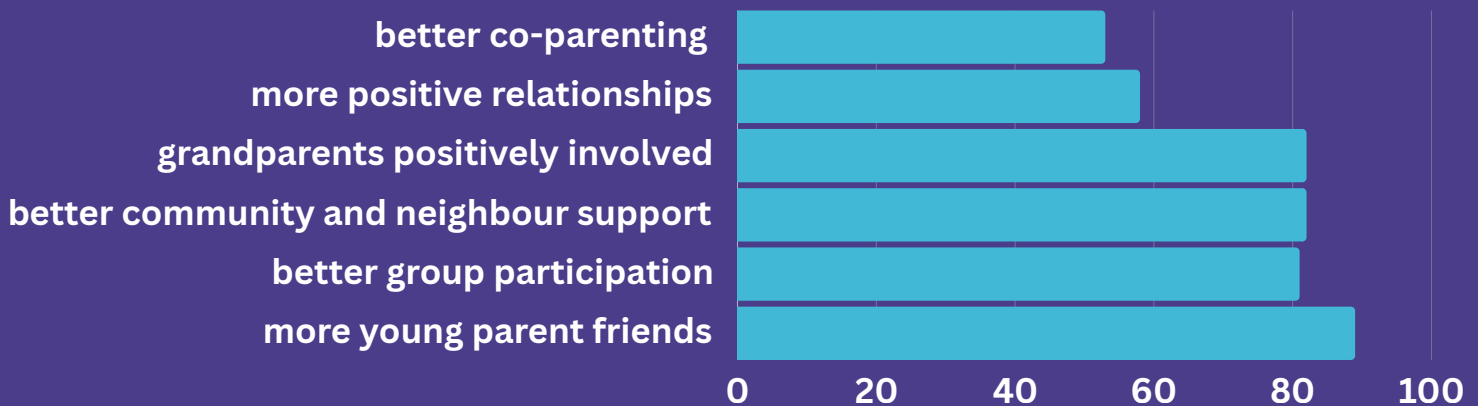 better co-parenting
more positive relationships
grandparents positively involved
better community and neighbour support
better group participation
more young parent friends
0 20 40 60 80 100